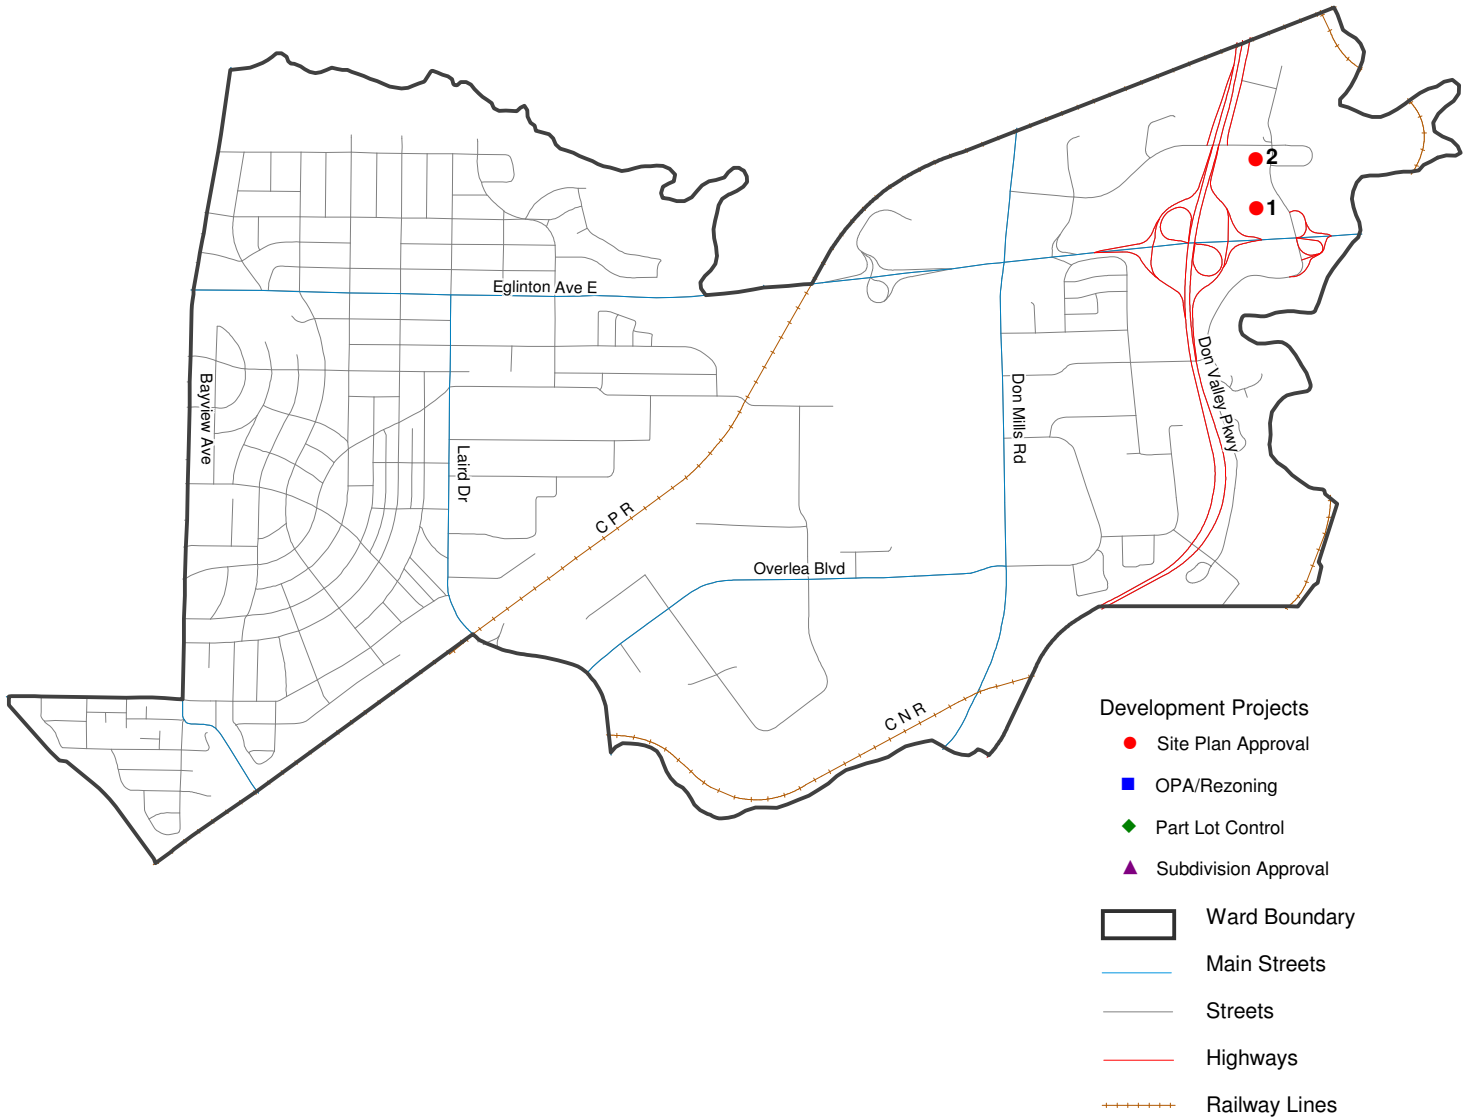 2
1
Eglinton Ave E
Bayview Ave
Laird Dr
Don Mills Rd
Don Valley Pkwy
CPR
Overlea Blvd
CNR
Development Projects
Site Plan Approval
OPA/Rezoning
Part Lot Control
Subdivision Approval
Ward Boundary
Main Streets
Streets
Highways
Railway Lines